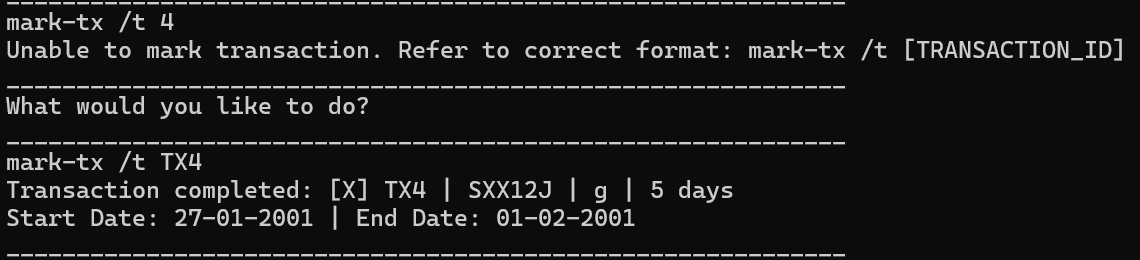 ____________________________________________________________
mark-tx /t 4
Unable to mark transaction. Refer to correct format: mark-tx /t [TRANSACTION_ID]
____________________________________________________________
What would you like to do?
____________________________________________________________
mark-tx /t TX4
Transaction completed: [X] TX4 | SXX12J | g | 5 days
Start Date: 27-01-2001 | End Date: 01-02-2001
____________________________________________________________